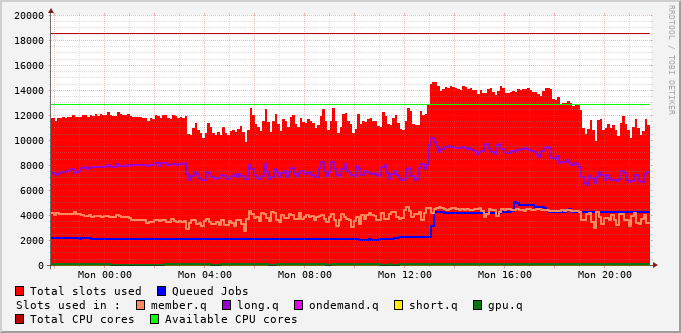 RRDTOOL / TOBI OETIKER
20000
18000
16000
14000
12000
10000
8000
6000
4000
2000
0
Mon 00:00 Mon 04:00 Mon 08:00 Mon 12:00 Mon 16:00 Mon 20:00
Total slots used Queued Jobs
Slots used in : member.q long.q ondemand.q short.q gpu.q
Total CPU cores Available CPU cores